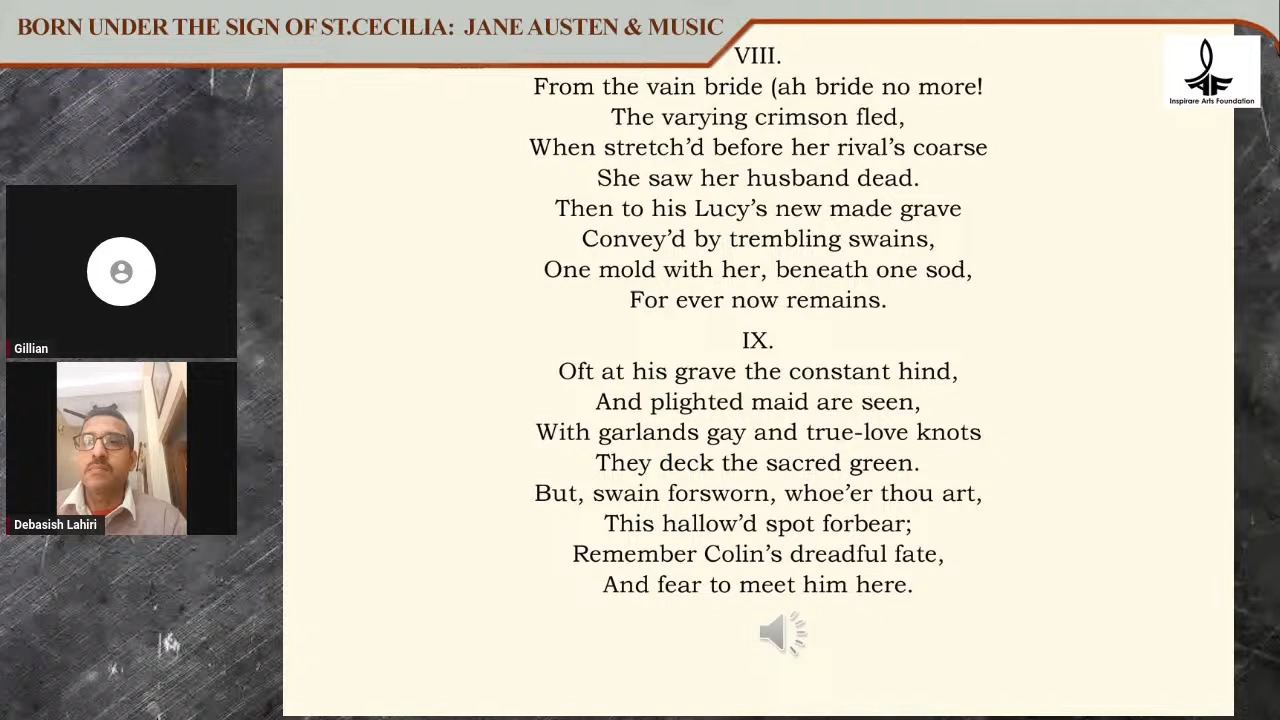 BORN UNDER THE SIGN OF ST.CECILIA: JANE AUSTEN & MUSIC
Inspirare Arts Foundation
VIII.
From the vain bride (ah bride no more!
The varying crimson fled,
When stretch’d before her rival’s coarse
She saw her husband dead.
Then to his Lucy’s new made grave
Convey’d by trembling swains,
One mold with her, beneath one sod,
For ever now remains.
IX.
Oft at his grave the constant hind,
And plighted maid are seen,
With garlands gay and true-love knots
They deck the sacred green.
But, swain forsworn, whoe’er thou art,
This hallow’d spot forbear;
Remember Colin’s dreadful fate,
And fear to meet him here.
Gillian
Debasish Lahiri